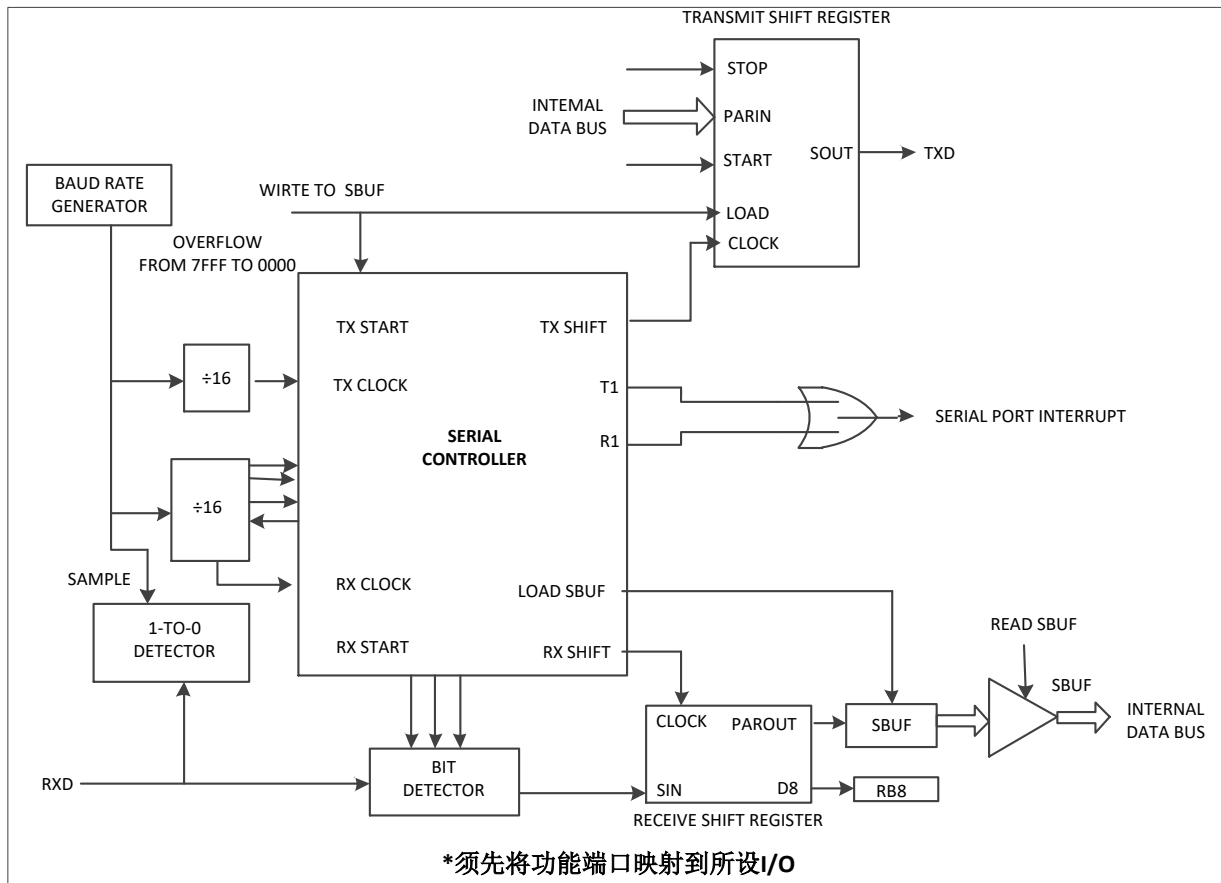 TRANSMIT SHIFT REGISTER
STOP
INTEMAL
DATA BUS
PARIN
START
SOUT
TXD
BAUD RATE
GENERATOR
WIRTE TO SBUF
LOAD
CLOCK
OVERFLOW
FROM 7FFF TO 0000
TX START
TX SHIFT
÷16
TX CLOCK
T1
SERIAL PORT INTERRUPT
SERIAL
CONTROLLER
R1
÷16
SAMPLE
RX CLOCK
LOAD SBUF
1-TO-0
DETECTOR
RX START
RX SHIFT
READ SBUF
SBUF
CLOCK
PAROUT
SBUF
INTERNAL
DATA BUS
RXD
BIT
DETECTOR
SIN
D8
RB8
RECEIVE SHIFT REGISTER
*须先将功能端口映射到所设I/O